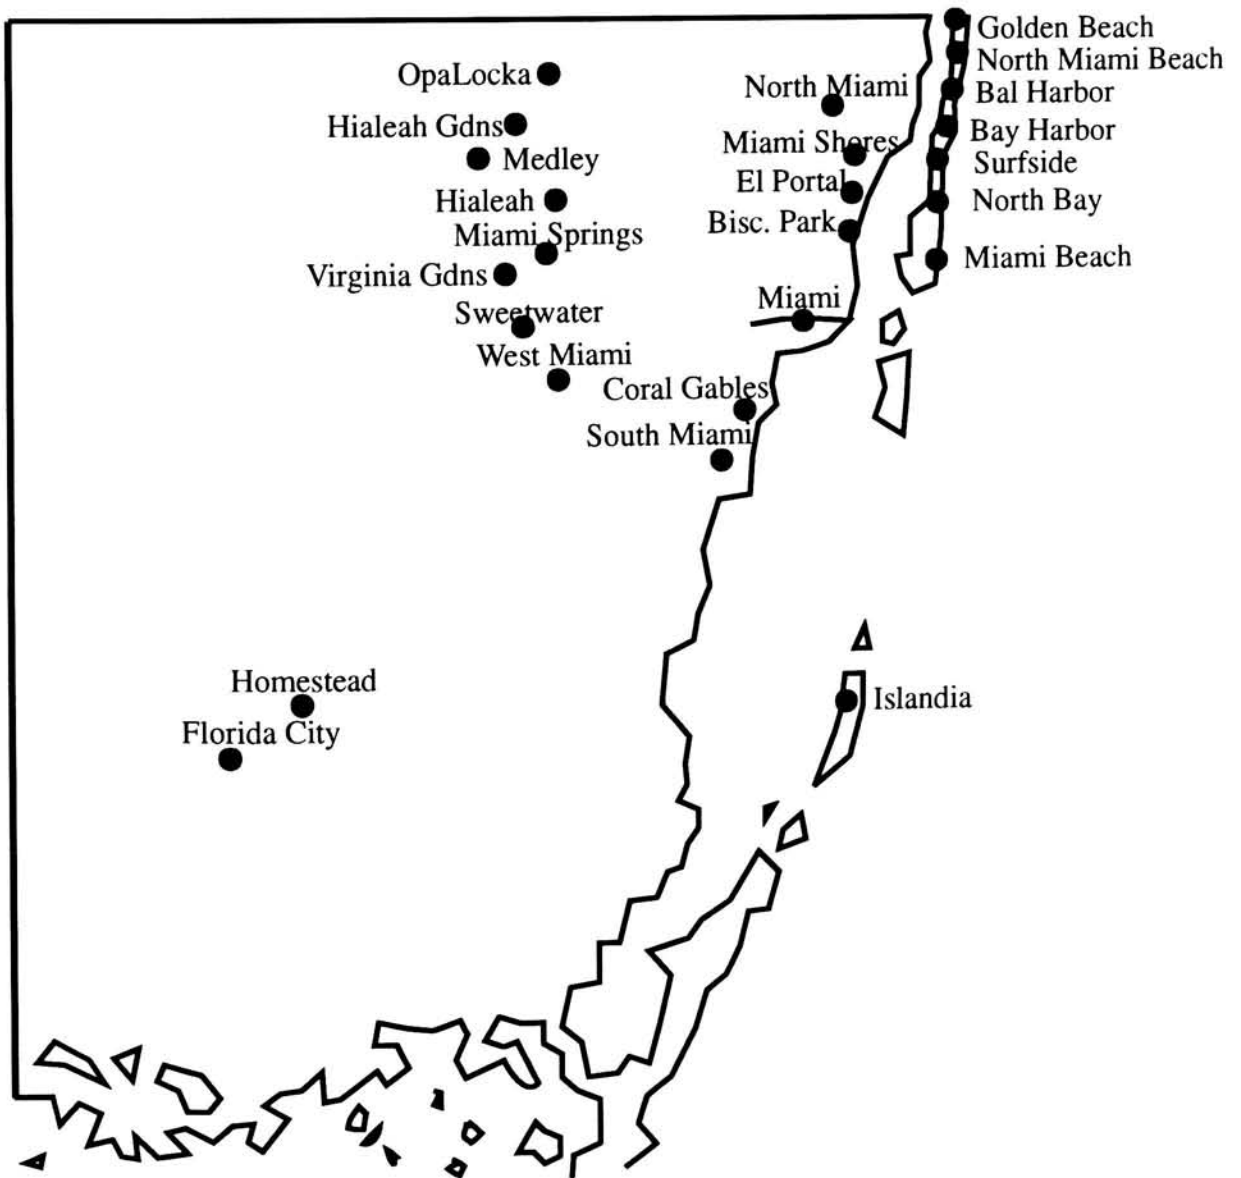 Golden Beach
North Miami Beach
OpaLocka
North Miami
Bal Harbor
Hialeah Gdns
Bay Harbor
Miami Shores
Medley
Surfside
El Portal
Hialeah
North Bay
Bisc. Park
Miami Springs
Miami Beach
Virginia Gdns
Miami
Sweetwater
West Miami
Coral Gables
South Miami
Homestead
Islandia
Florida City